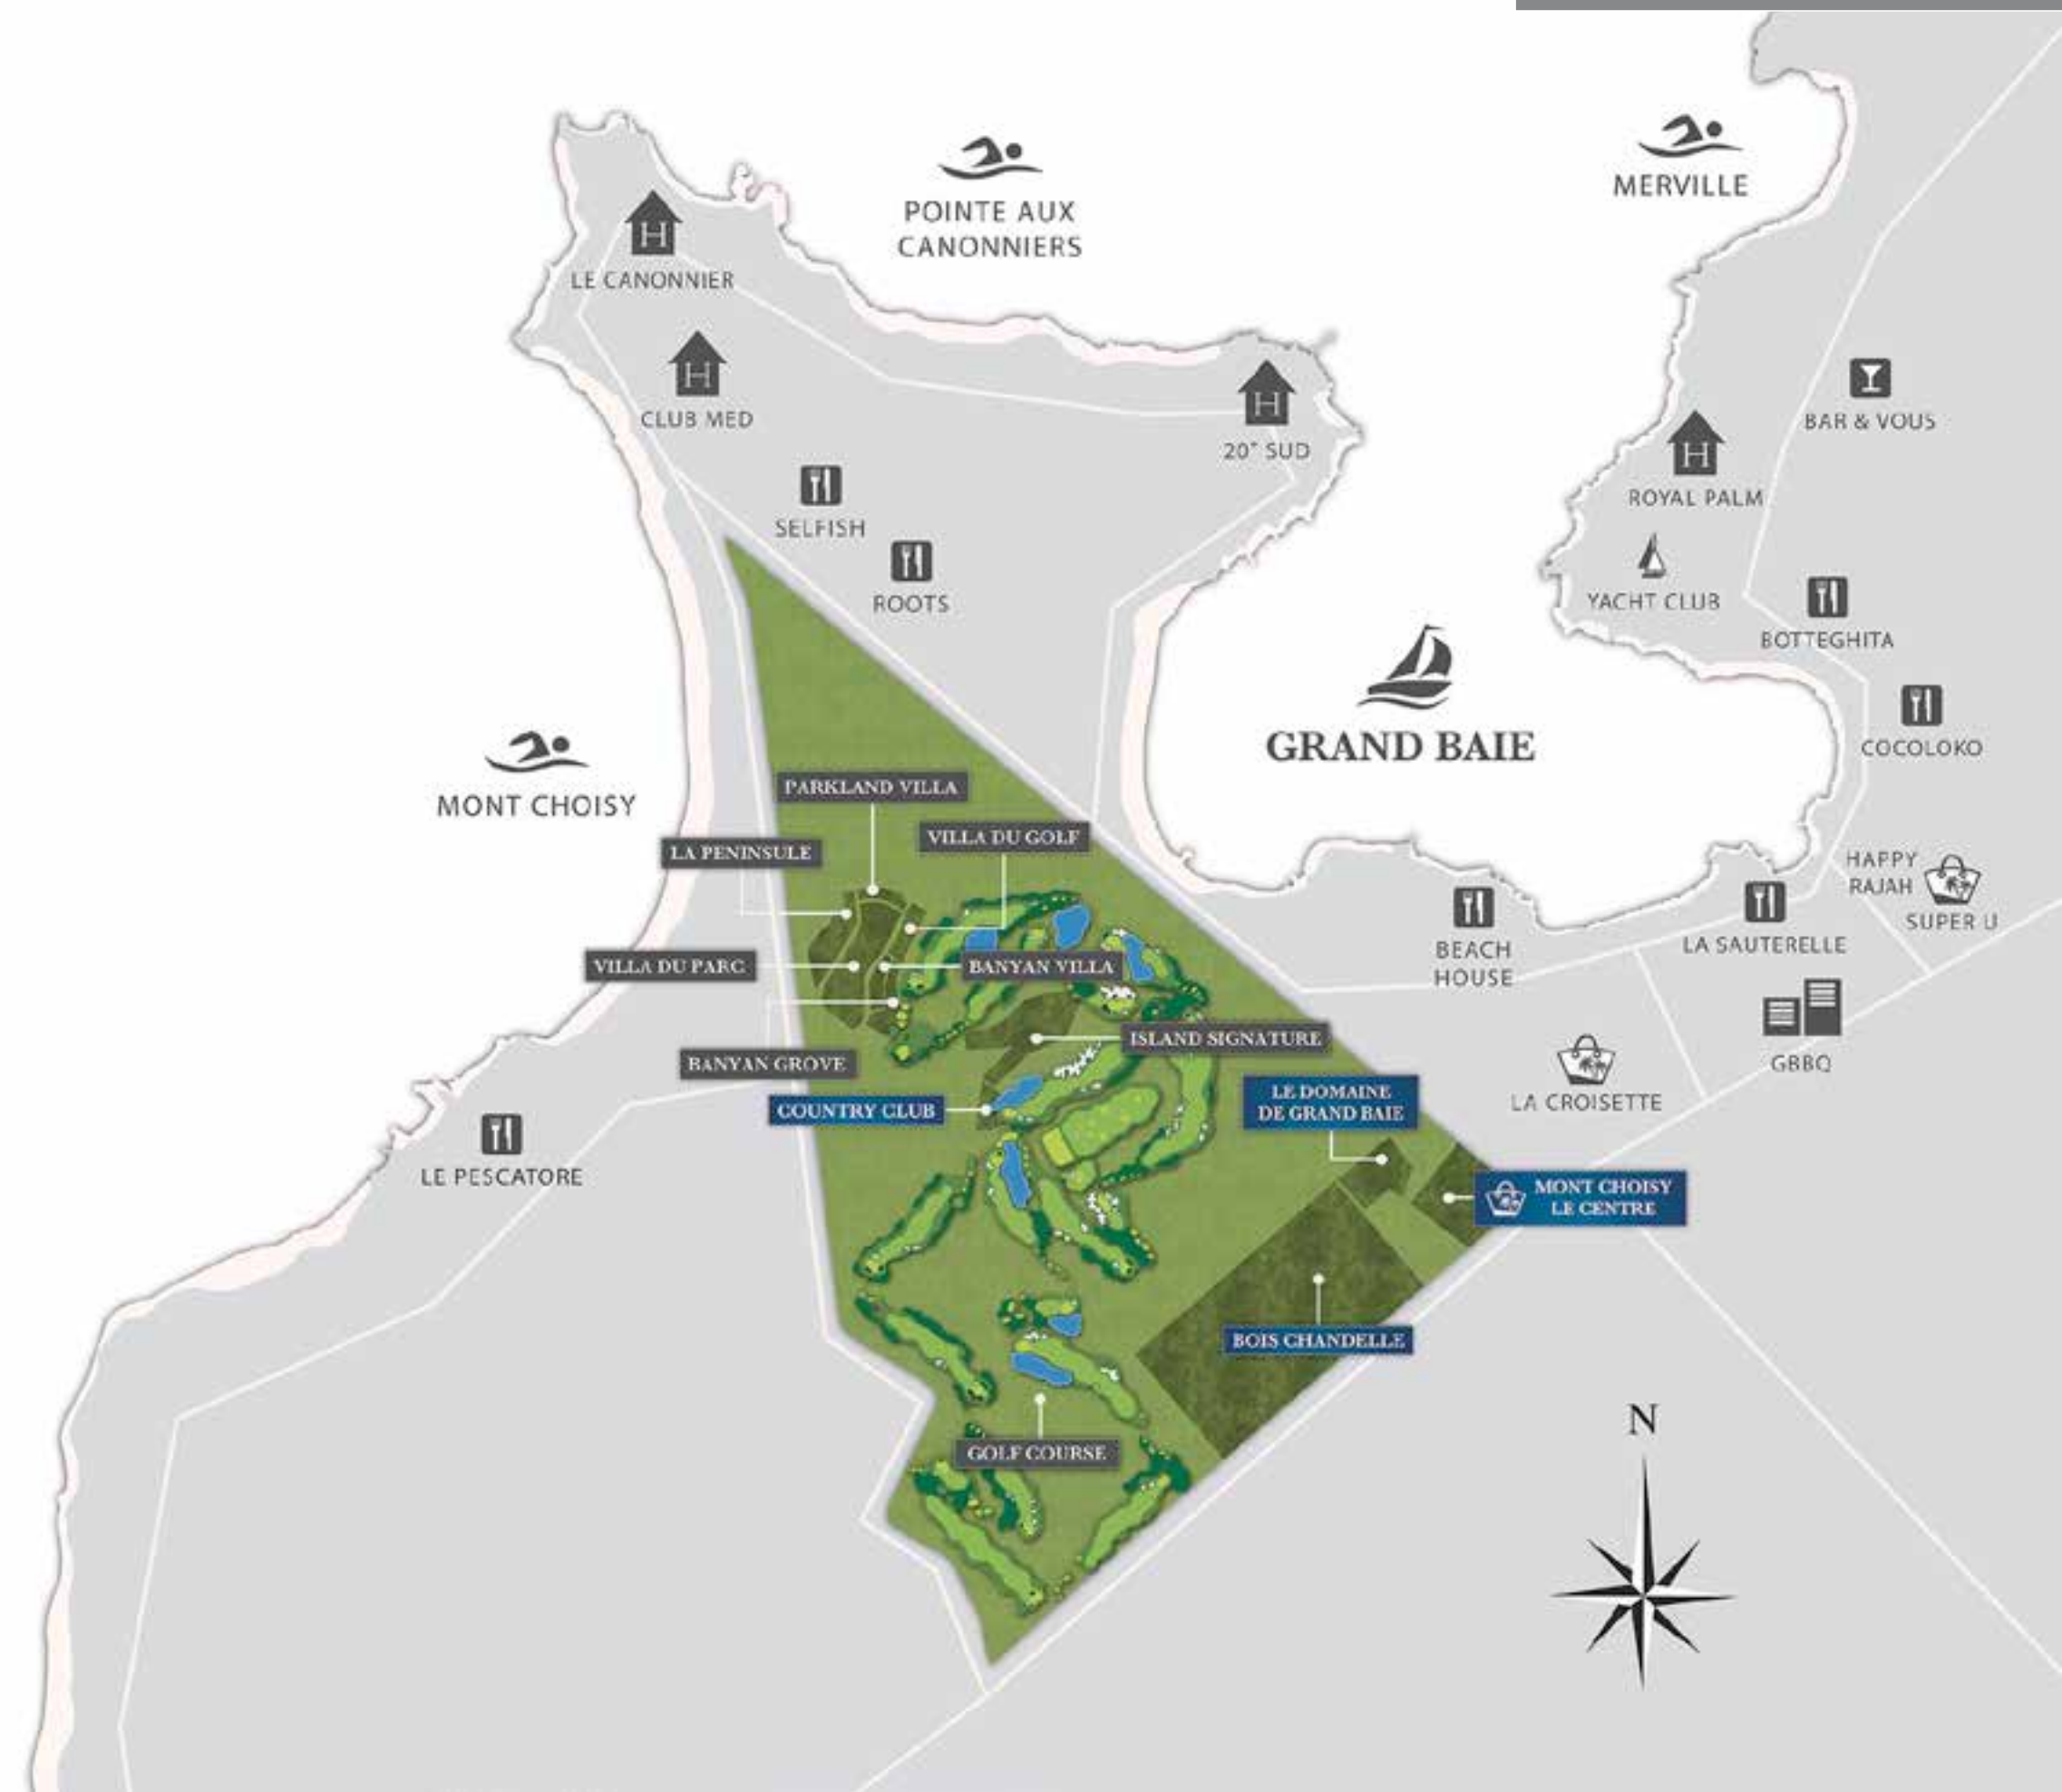 MERVILLE
POINTE AUX
CANONNIERS
H
LE CANONNIER
H
CLUB MED
H
20° SUD
BAR & VOUS
H
ROYAL PALM
SELFISH
ROOTS
YACHT CLUB
BOTTEGHITA
GRAND BAIE
COCOLOKO
MONT CHOISY
PARKLAND VILLA
VILLA DU GOLF
LA PENINSULE
HAPPY
RAJAH
SUPER U
BEACH
HOUSE
LA SAUTERELLE
VILLA DU PARC
BANYAN VILLA
ISLAND SIGNATURE
GBBQ
BANYAN GROVE
LA CROISETTE
COUNTRY CLUB
LE DOMAINE
DE GRAND BAIE
LE PESCATORE
MONT CHOISY
LE CENTRE
BOIS CHANDELLE
GOLF COURSE
N